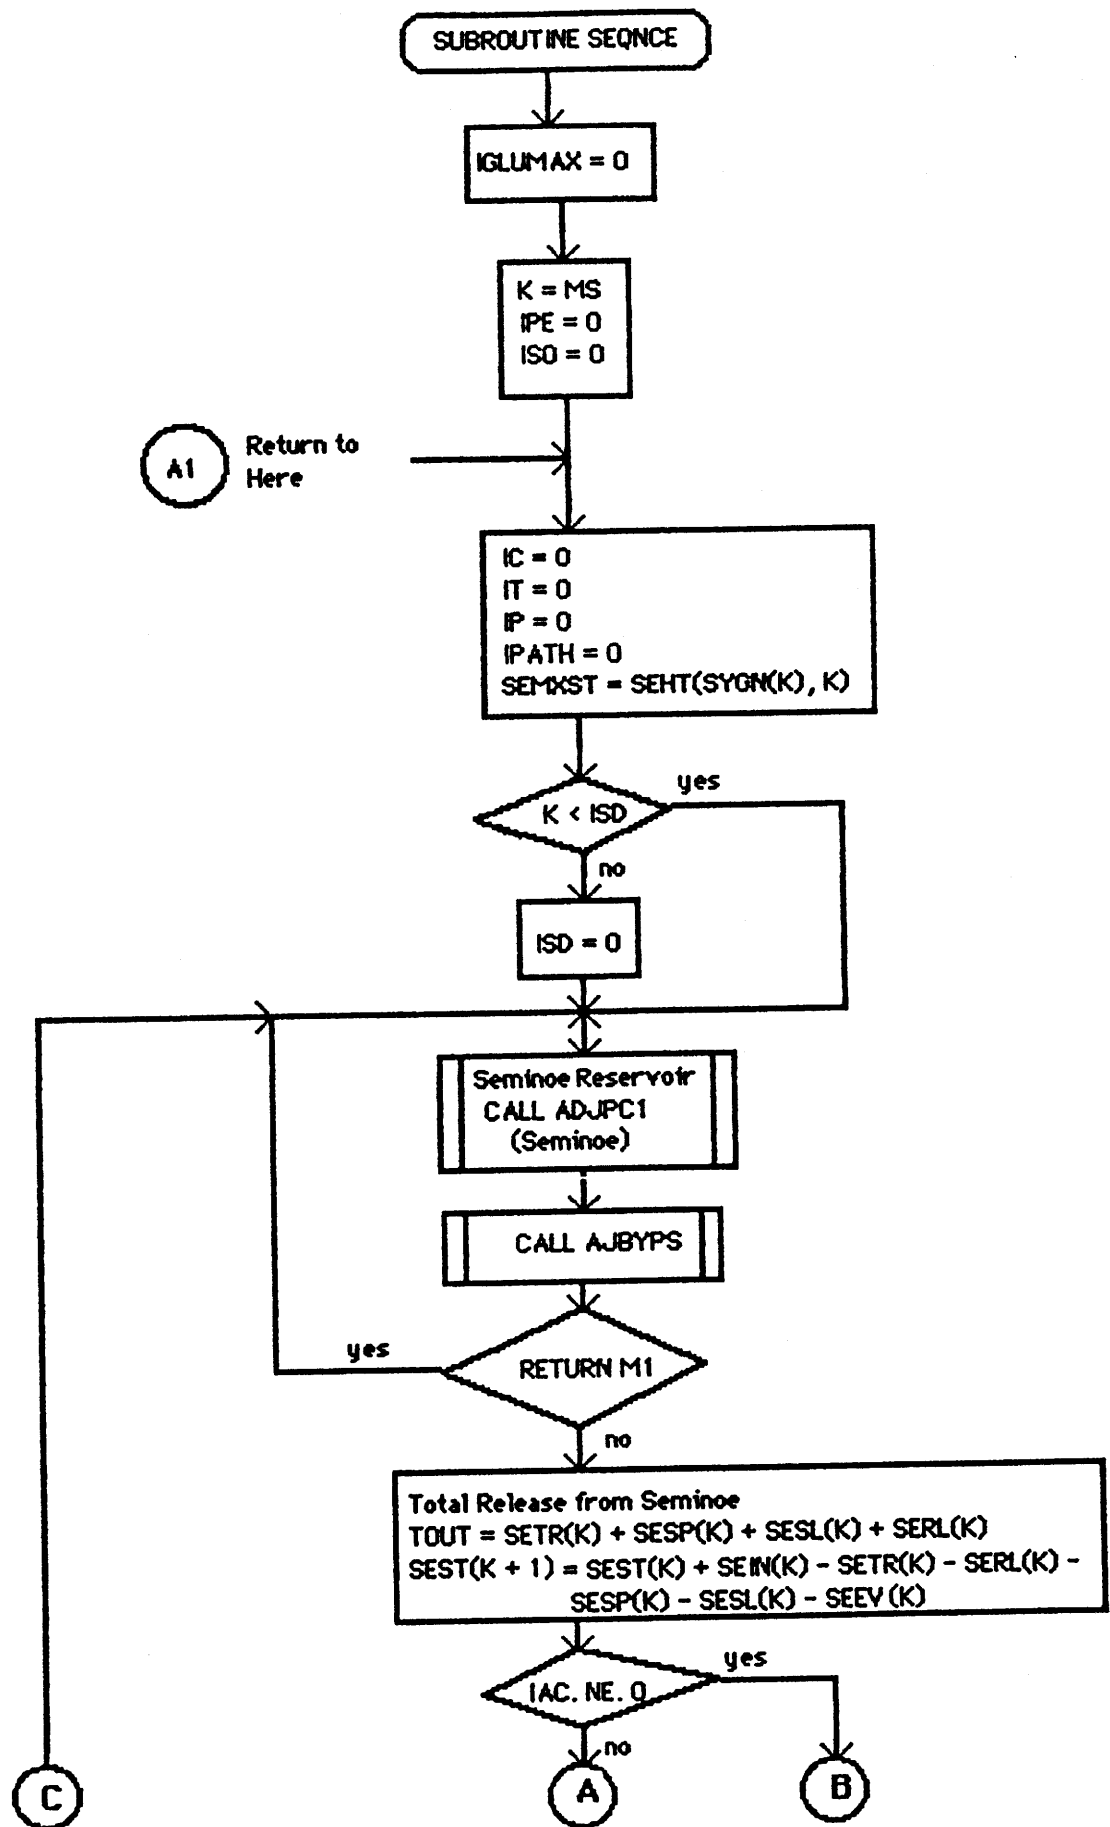 SUBROUTINE SEQNCE
IGLUMAX = 0
K = MS
IPE = 0
ISO = 0
A1
Return to
Here
IC = 0
IT = 0
IP = 0
IPATH = 0
SEMXST = SEHT(SYGN(K), K)
K < ISD
yes
no
ISD = 0
Seminoe Reservoir
CALL ADJPC1
(Seminoe)
CALL AJBYPS
yes
RETURN M1
no
Total Release from Seminoe
TOUT = SETR(K) + SESP(K) + SESL(K) + SERL(K)
SEST(K + 1) = SEST(K) + SEIN(K) - SETR(K) - SERL(K) -
SESP(K) - SESL(K) - SEEV(K)
yes
IAC. NE. 0
no
C
A
B